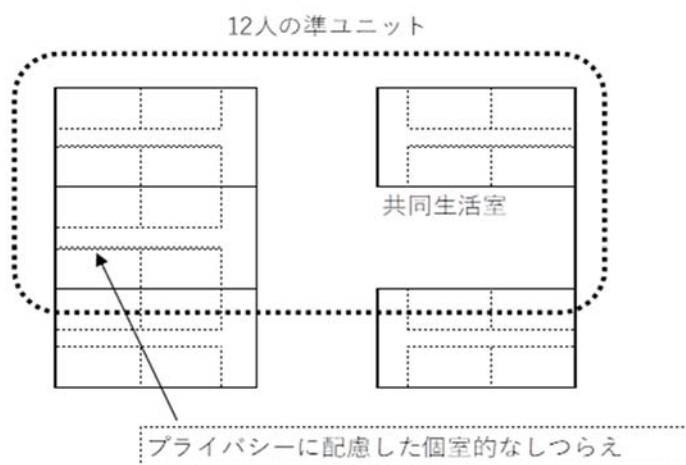 12人の準ユニット
共同生活室
プライバシーに配慮した個室的なしつらえ